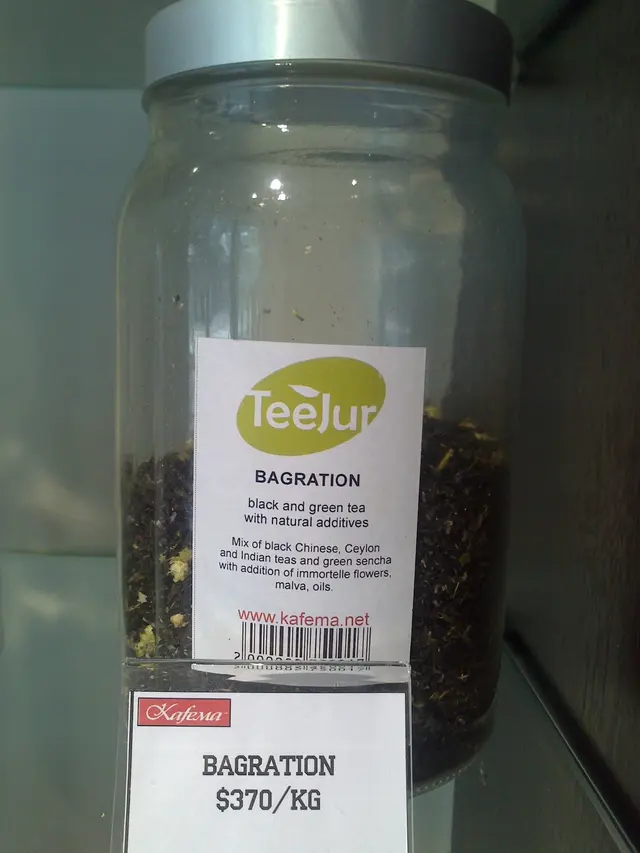 TeeJur
BAGRATION
black and green tea
with natural additives
Mix of black Chinese, Ceylon
and Indian teas and green sencha
with addition of immortelle flowers,
malva, oils.
www.kafema.net
Kafema
BAGRATION
$370/KG